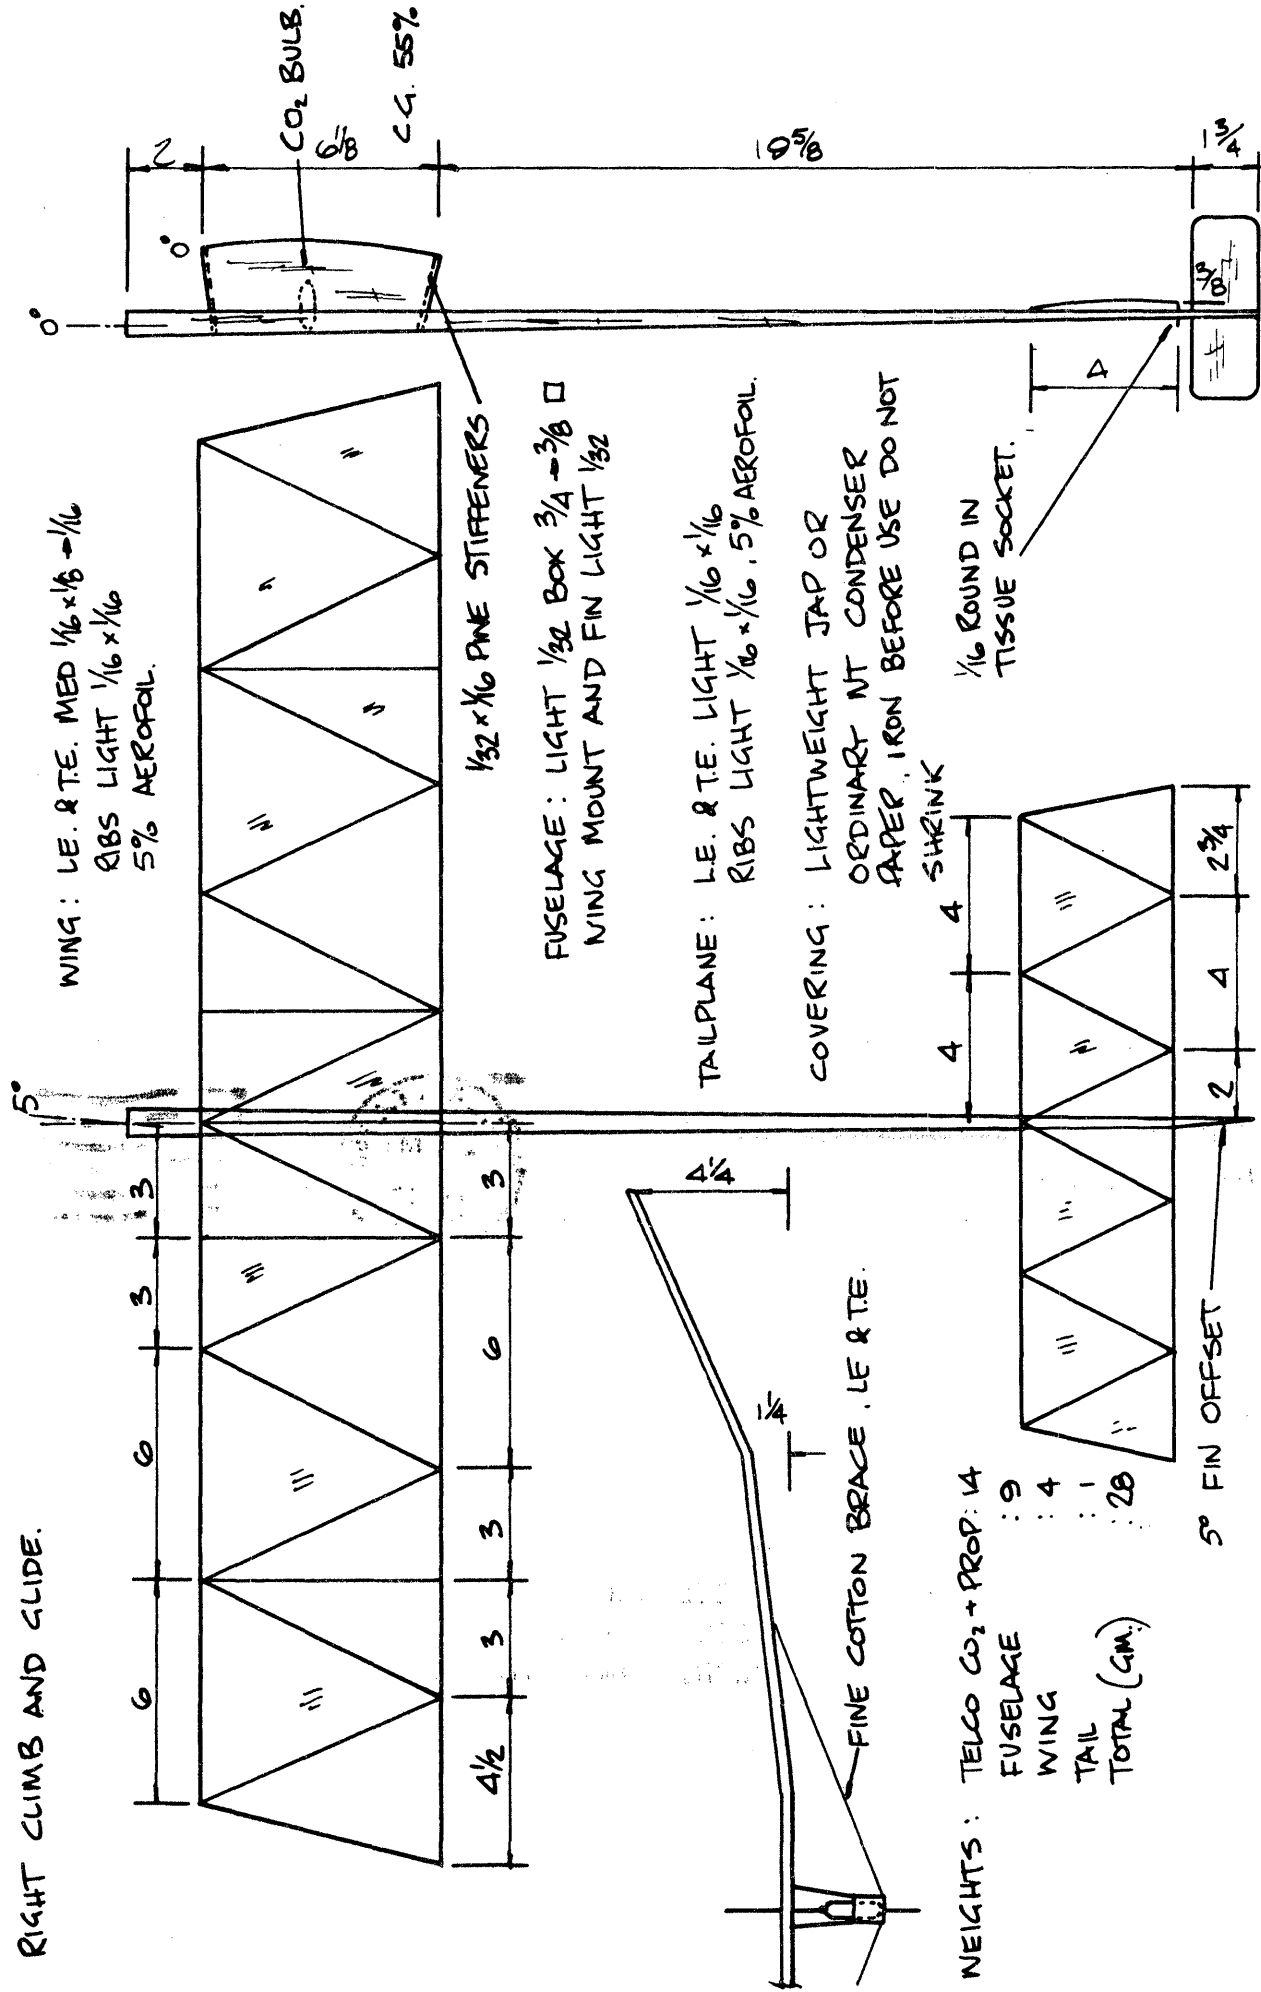 RIGHT CLIMB AND GLIDE.
WING : L.E. & T.E. MED 1/16 x 1/8 → 1/16
RIBS LIGHT 1/16 x 1/16
5% AEROFOIL.
5°
0°
0°
2
6 1/8
CO₂ BULB.
C.G. 55%
3
3
6
6
3
6
3
3
4 1/2
1/32 x 1/16 PINE STIFFENERS
FUSELAGE : LIGHT 1/32 BOX 3/4 → 3/8 □
WING MOUNT AND FIN LIGHT 1/32
TAILPLANE : L.E. & T.E. LIGHT 1/16 x 1/16
RIBS LIGHT 1/16 x 1/16 , 5% AEROFOIL.
COVERING : LIGHTWEIGHT JAP OR
ORDINARY WT CONDENSER
PAPER , IRON BEFORE USE DO NOT
SHRINK
1/16 ROUND IN
TISSUE SOCKET.
4
3/8
1 3/4
4
4
2
4
2 3/4
4 1/4
1 1/4
FINE COTTON BRACE , LE & T.E.
5° FIN OFFSET
WEIGHTS : TELCO CO₂ + PROP : 14
FUSELAGE : 9
WING : 4
TAIL : 1
TOTAL (GM.) : 28